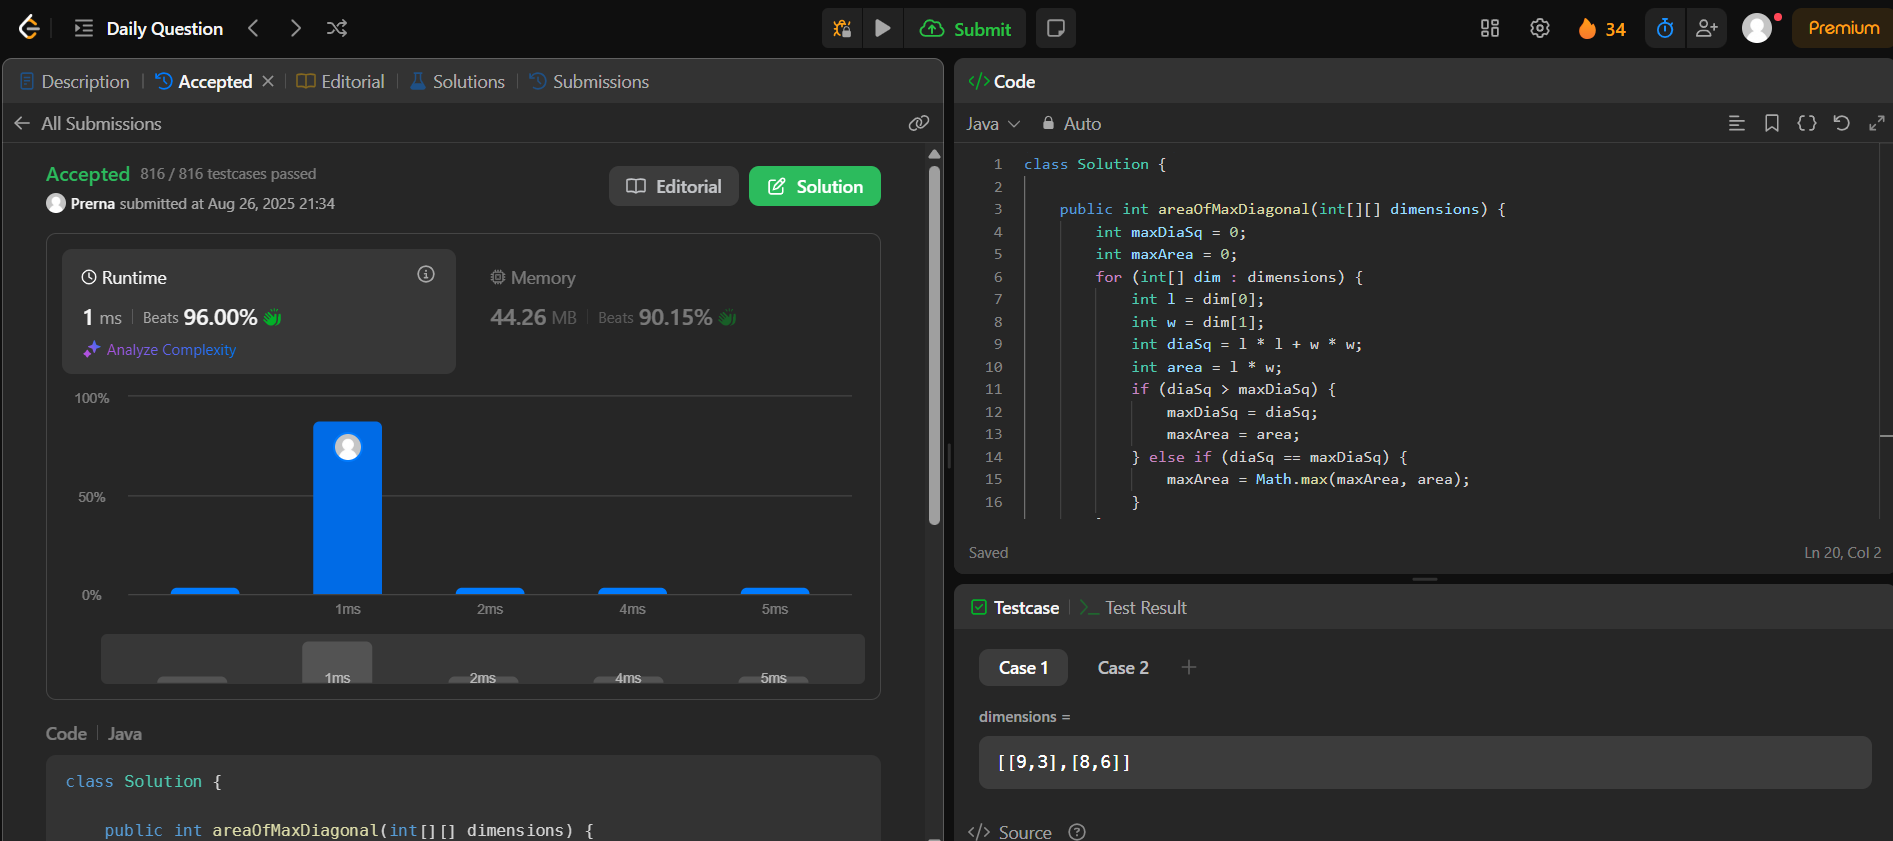 Daily Question
Submit
34
Premium
Description
Accepted
Editorial
Solutions
Submissions
All Submissions
Accepted 816 / 816 testcases passed
Prerna submitted at Aug 26, 2025 21:34
Editorial
Solution
Runtime
1 ms Beats 96.00%
Analyze Complexity
Memory
44.26 MB Beats 90.15%
100%
50%
0%
1ms 2ms 4ms 5ms
1ms 2ms 4ms 5ms
Code Java
class Solution {
public int areaOfMaxDiagonal(int[][] dimensions) {
</> Code
Java Auto
1 class Solution {
2
3 public int areaOfMaxDiagonal(int[][] dimensions) {
4 int maxDiaSq = 0;
5 int maxArea = 0;
6 for (int[] dim : dimensions) {
7 int l = dim[0];
8 int w = dim[1];
9 int diaSq = l * l + w * w;
10 int area = l * w;
11 if (diaSq > maxDiaSq) {
12 maxDiaSq = diaSq;
13 maxArea = area;
14 } else if (diaSq == maxDiaSq) {
15 maxArea = Math.max(maxArea, area);
16 }
Saved
Ln 20, Col 2
Testcase
Test Result
Case 1
Case 2
+
dimensions =
[[9,3],[8,6]]
</> Source